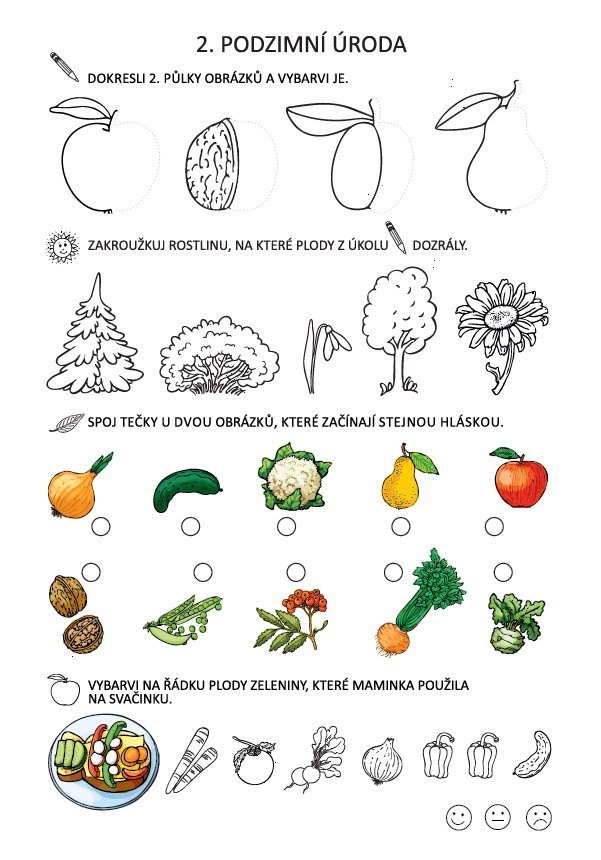 2. PODZIMNÍ ÚRODA
DOKRESLI 2. PŮLKY OBRÁZKŮ A VYBARVI JE.
ZAKROUŽKUJ ROSTLINU, NA KTERÉ PLODY Z ÚKOLU DOZRÁLY.
SPOJ TEČKY U DVOU OBRÁZKŮ, KTERÉ ZAČÍNAJÍ STEJNOU HLÁSKOU.
VYBARVI NA ŘÁDKU PLODY ZELENINY, KTERÉ MAMINKA POUŽILA
NA SVAČINKU.